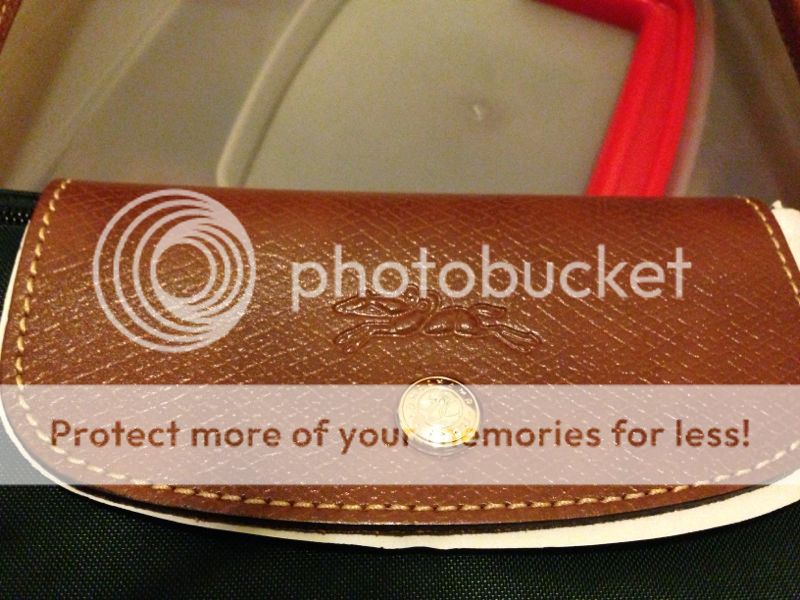 photobucket
Protect more of your memories for less!